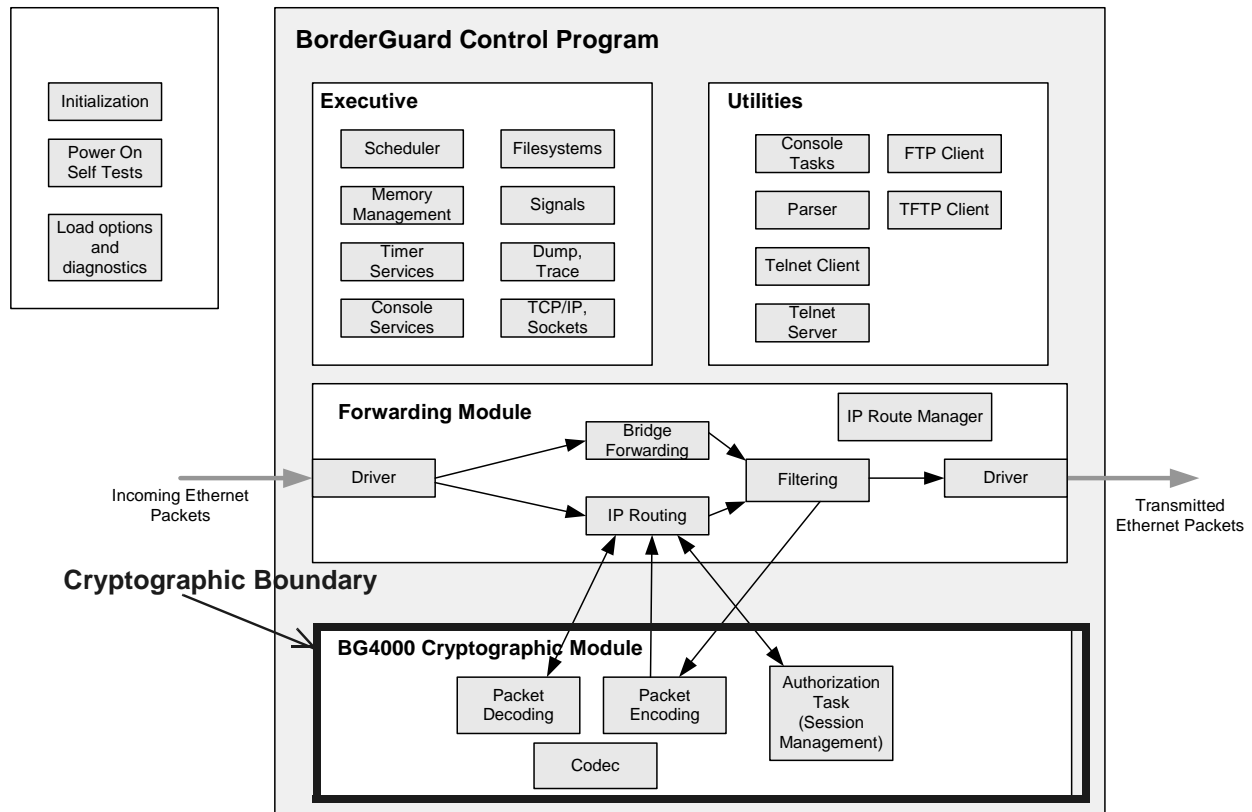 BorderGuard Control Program
Initialization
Power On
Self Tests
Load options
and
diagnostics
Executive
Scheduler
Filesystems
Memory
Management
Signals
Timer
Services
Dump,
Trace
Console
Services
TCP/IP,
Sockets
Utilities
Console
Tasks
FTP Client
Parser
TFTP Client
Telnet Client
Telnet
Server
Forwarding Module
IP Route Manager
Bridge
Forwarding
Driver
Filtering
Driver
IP Routing
Incoming Ethernet
Packets
Transmitted
Ethernet Packets
Cryptographic Boundary
BG4000 Cryptographic Module
Packet
Decoding
Packet
Encoding
Authorization
Task
(Session
Management)
Codec